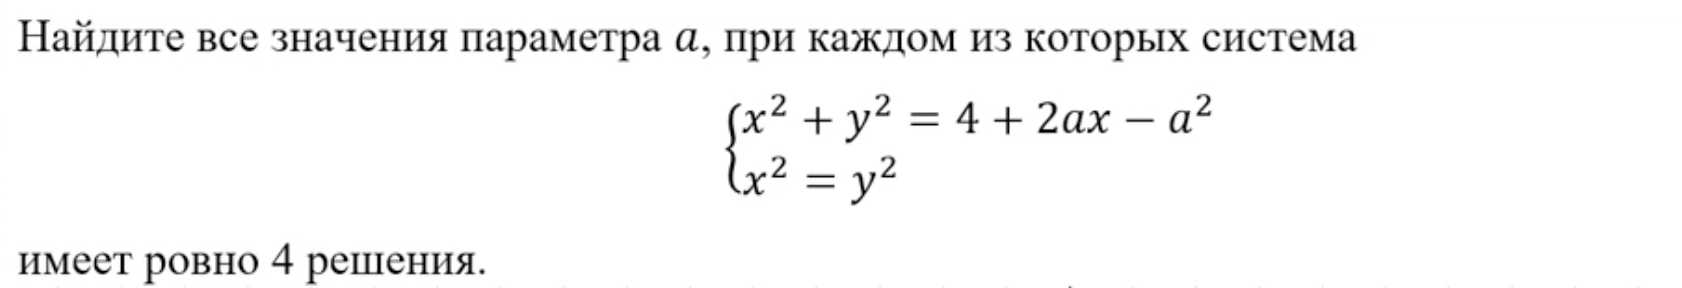 Найдите все значения параметра a, при каждом из которых система
x² + y² = 4 + 2ax − a²
x² = y²
имеет ровно 4 решения.